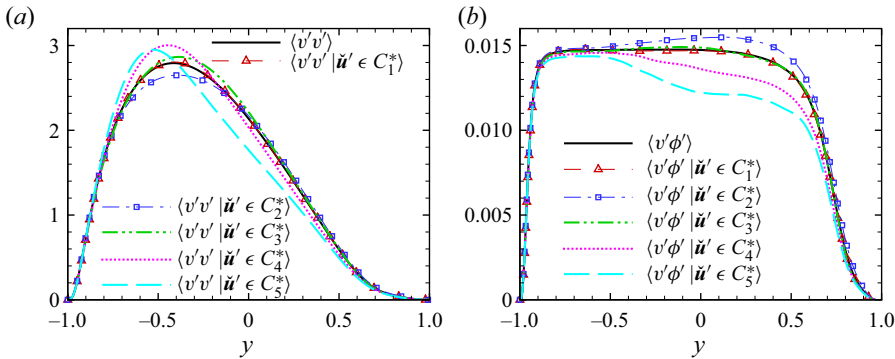 (a)
3
2
1
0
−1.0 −0.5 0 0.5 1.0
y
⟨v′v′⟩
⟨v′v′ |ǔ′ ϵ C₁*⟩
⟨v′v′ |ǔ′ ϵ C₂*⟩
⟨v′v′ |ǔ′ ϵ C₃*⟩
⟨v′v′ |ǔ′ ϵ C₄*⟩
⟨v′v′ |ǔ′ ϵ C₅*⟩
(b)
0.015
0.010
0.005
0
−1.0 −0.5 0 0.5 1.0
y
⟨v′ϕ′⟩
⟨v′ϕ′ |ǔ′ ϵ C₁*⟩
⟨v′ϕ′ |ǔ′ ϵ C₂*⟩
⟨v′ϕ′ |ǔ′ ϵ C₃*⟩
⟨v′ϕ′ |ǔ′ ϵ C₄*⟩
⟨v′ϕ′ |ǔ′ ϵ C₅*⟩